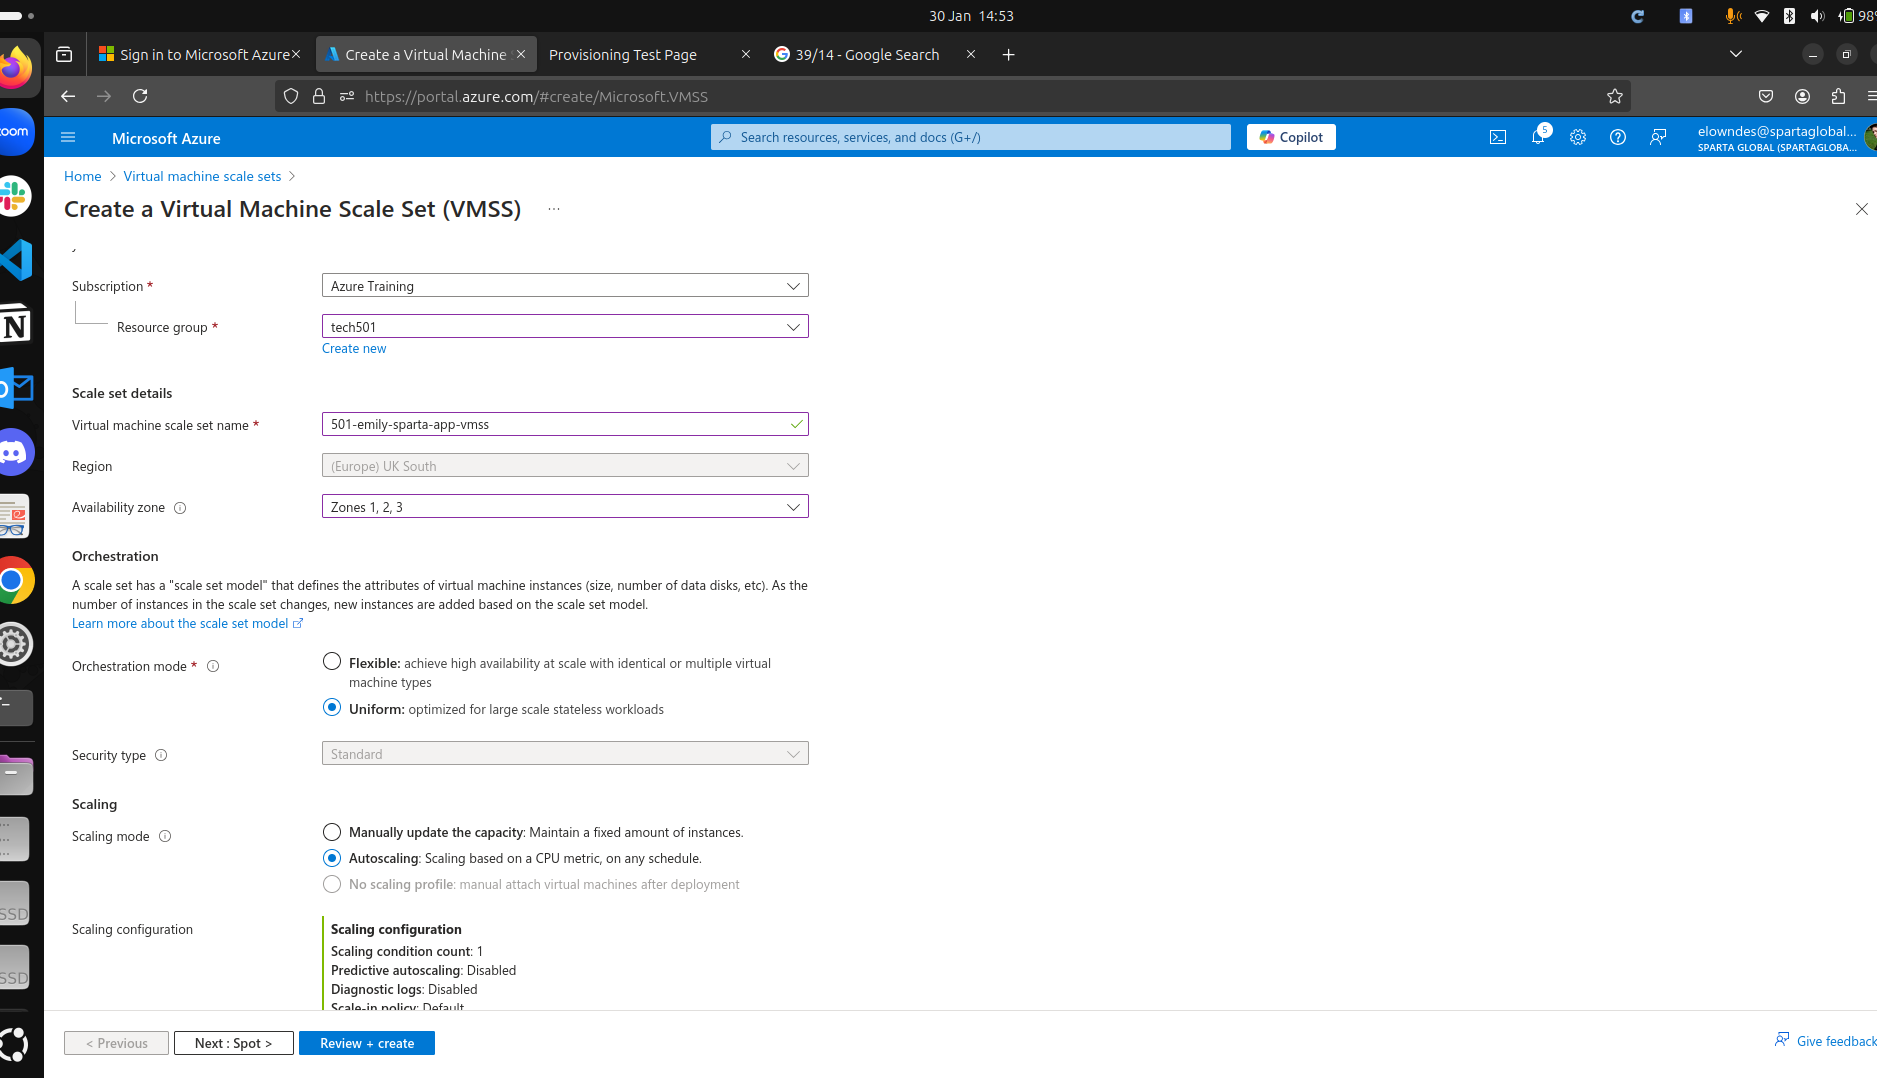 30 Jan 14:53
98%
Sign in to Microsoft Azure
Create a Virtual Machine
Provisioning Test Page
39/14 - Google Search
https://portal.azure.com/#create/Microsoft.VMSS
Microsoft Azure
Search resources, services, and docs (G+/)
Copilot
5
elowndes@spartaglobal...
SPARTA GLOBAL (SPARTAGLOBA...
Home > Virtual machine scale sets >
Create a Virtual Machine Scale Set (VMSS) ...
Subscription *
Azure Training
Resource group *
tech501
Create new
Scale set details
Virtual machine scale set name *
501-emily-sparta-app-vmss
Region
(Europe) UK South
Availability zone
Zones 1, 2, 3
Orchestration
A scale set has a "scale set model" that defines the attributes of virtual machine instances (size, number of data disks, etc). As the
number of instances in the scale set changes, new instances are added based on the scale set model.
Learn more about the scale set model
Orchestration mode *
Flexible: achieve high availability at scale with identical or multiple virtual
machine types
Uniform: optimized for large scale stateless workloads
Security type
Standard
Scaling
Scaling mode
Manually update the capacity: Maintain a fixed amount of instances.
Autoscaling: Scaling based on a CPU metric, on any schedule.
No scaling profile: manual attach virtual machines after deployment
Scaling configuration
Scaling configuration
Scaling condition count: 1
Predictive autoscaling: Disabled
Diagnostic logs: Disabled
Scale-in policy: Default
< Previous
Next : Spot >
Review + create
Give feedback
zoom
N
SSD
SSD